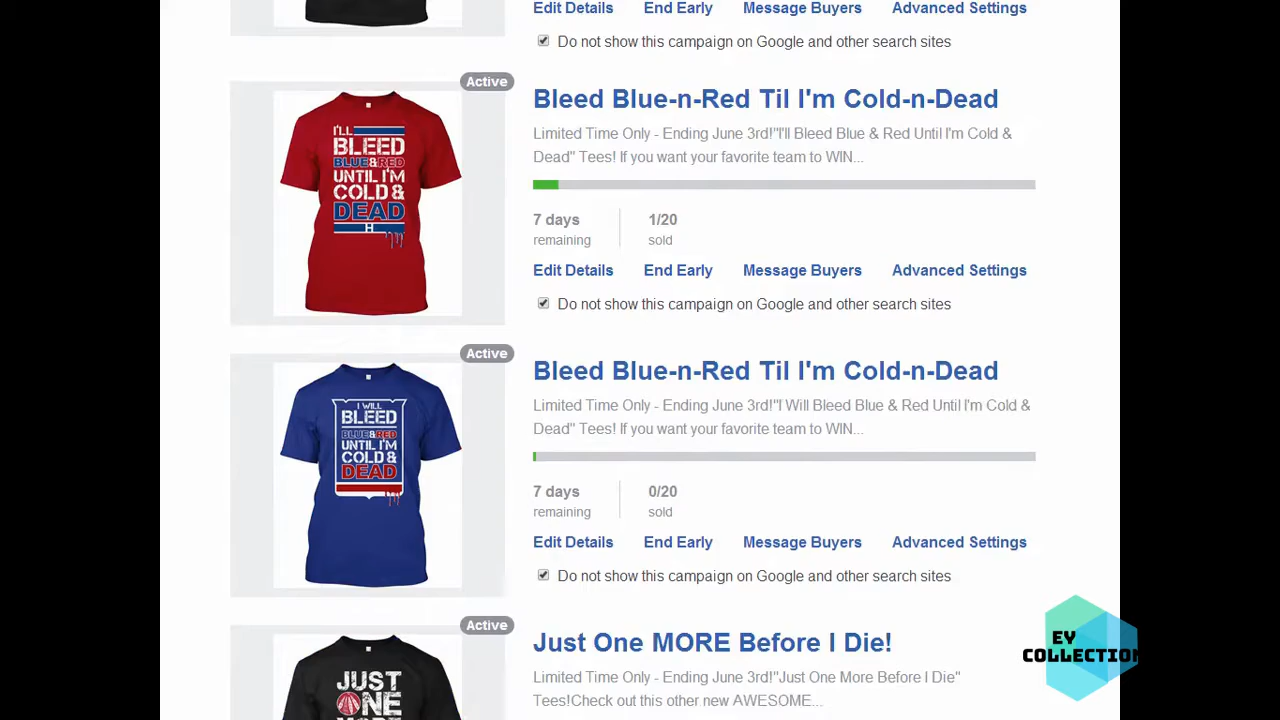 Edit Details End Early Message Buyers Advanced Settings
Do not show this campaign on Google and other search sites
Active
Bleed Blue-n-Red Til I'm Cold-n-Dead
Limited Time Only - Ending June 3rd!"I'll Bleed Blue & Red Until I'm Cold &
Dead" Tees! If you want your favorite team to WIN...
I'LL
BLEED
BLUE&RED
UNTIL I'M
COLD &
DEAD
H
7 days 1/20
remaining sold
Edit Details End Early Message Buyers Advanced Settings
Do not show this campaign on Google and other search sites
Active
Bleed Blue-n-Red Til I'm Cold-n-Dead
Limited Time Only - Ending June 3rd!"I Will Bleed Blue & Red Until I'm Cold &
Dead" Tees! If you want your favorite team to WIN...
I WILL
BLEED
BLUE&RED
UNTIL I'M
COLD &
DEAD
7 days 0/20
remaining sold
Edit Details End Early Message Buyers Advanced Settings
Do not show this campaign on Google and other search sites
Active
Just One MORE Before I Die!
Limited Time Only - Ending June 3rd!"Just One More Before I Die"
Tees!Check out this other new AWESOME...
JUST
ONE
MORE
EY
COLLECTION